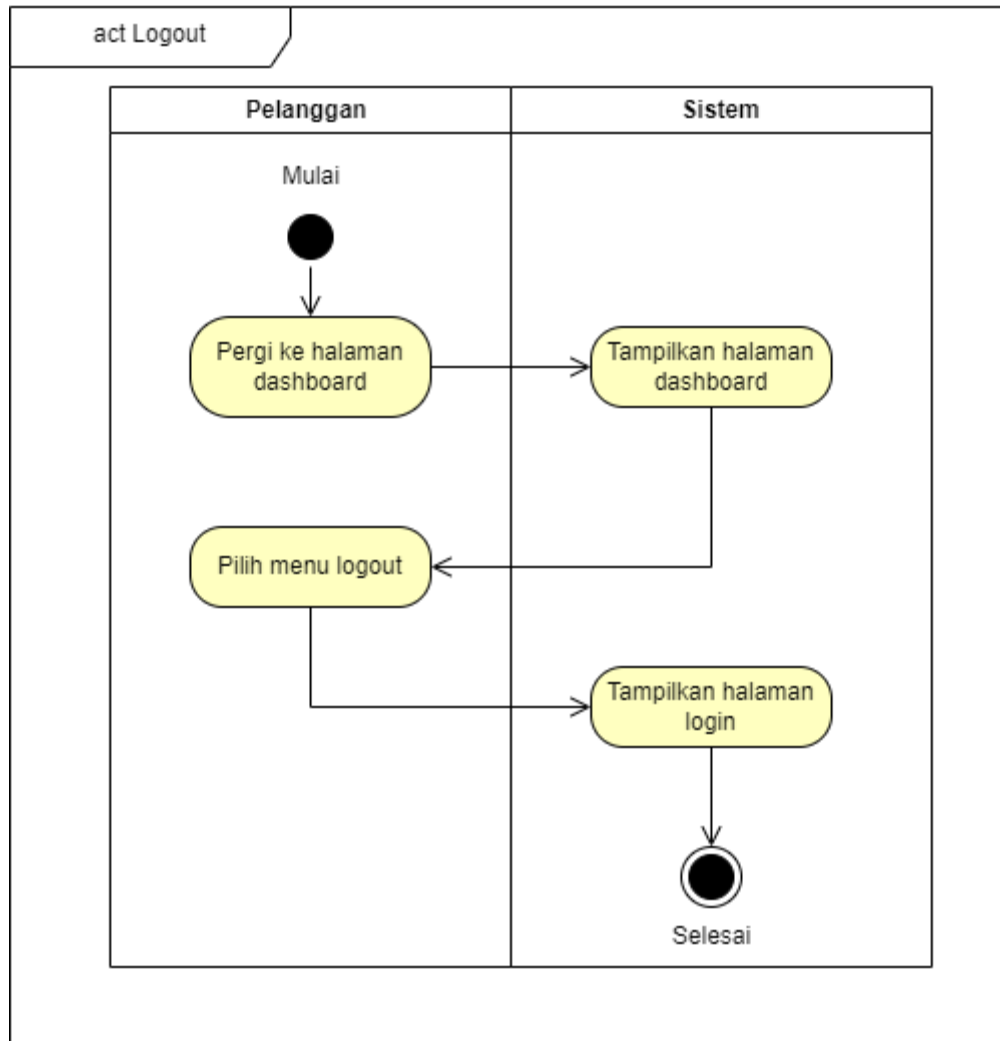 act Logout
Pelanggan
Sistem
Mulai
Pergi ke halaman
dashboard
Tampilkan halaman
dashboard
Pilih menu logout
Tampilkan halaman
login
Selesai